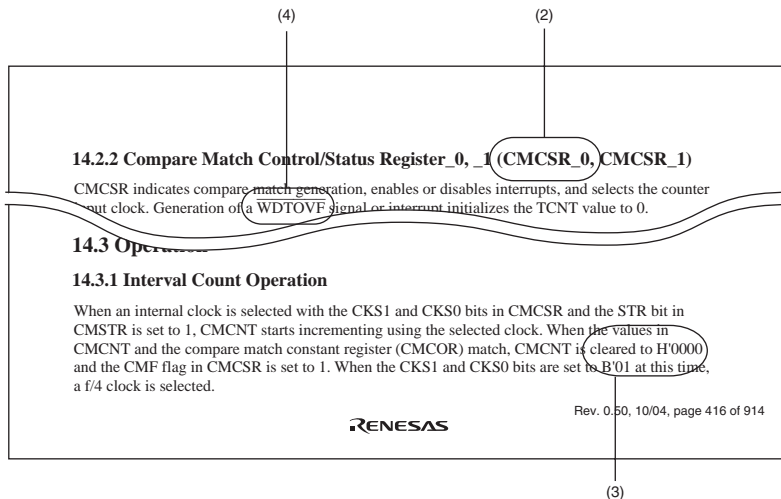 (4)
(2)
14.2.2 Compare Match Control/Status Register_0, _1 (CMCSR_0, CMCSR_1)
CMCSR indicates compare match generation, enables or disables interrupts, and selects the counter
input clock. Generation of a WDTOVF signal or interrupt initializes the TCNT value to 0.
14.3 Operation
14.3.1 Interval Count Operation
When an internal clock is selected with the CKS1 and CKS0 bits in CMCSR and the STR bit in
CMSTR is set to 1, CMCNT starts incrementing using the selected clock. When the values in
CMCNT and the compare match constant register (CMCOR) match, CMCNT is cleared to H'0000
and the CMF flag in CMCSR is set to 1. When the CKS1 and CKS0 bits are set to B'01 at this time,
a f/4 clock is selected.
Rev. 0.50, 10/04, page 416 of 914
RENESAS
(3)